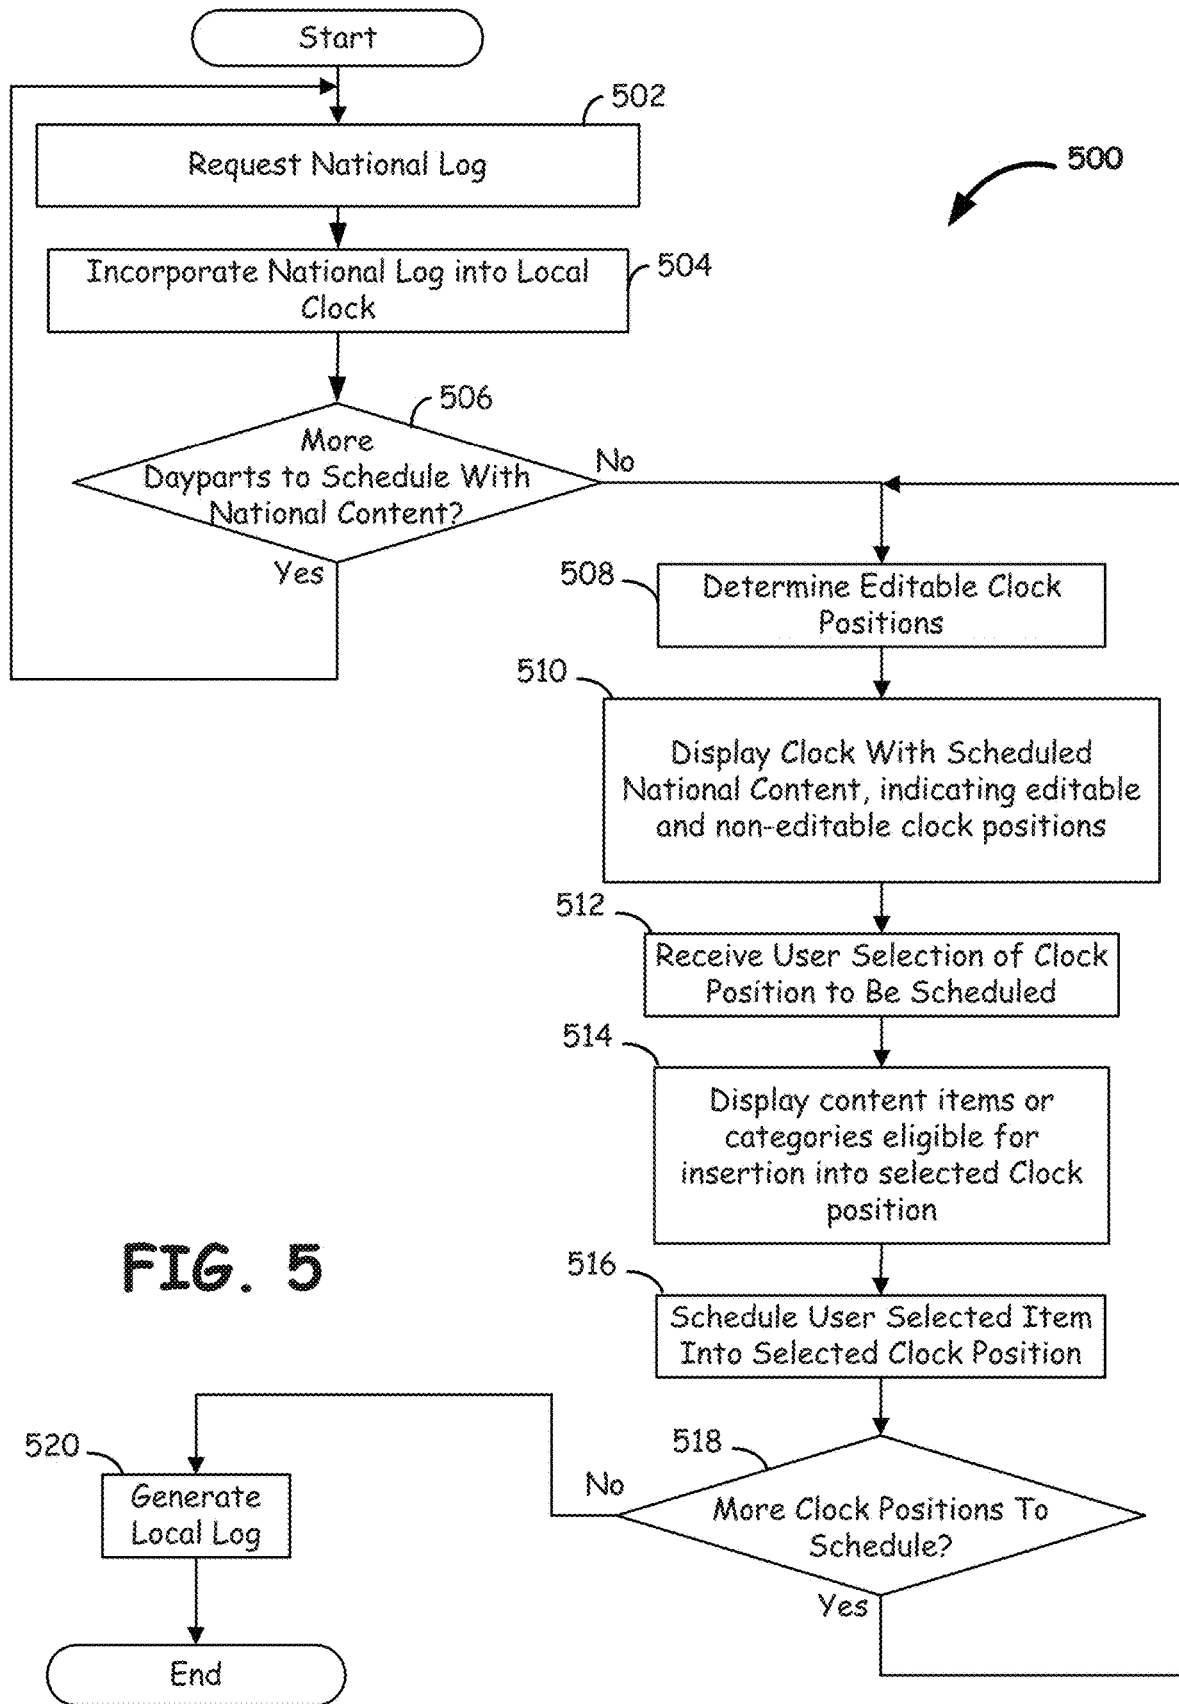 Start
502
Request National Log
500
Incorporate National Log into Local
Clock
504
506
More
Dayparts to Schedule With
National Content?
No
Yes
508
Determine Editable Clock
Positions
510
Display Clock With Scheduled
National Content, indicating editable
and non-editable clock positions
512
Receive User Selection of Clock
Position to Be Scheduled
514
Display content items or
categories eligible for
insertion into selected Clock
position
FIG. 5
516
Schedule User Selected Item
Into Selected Clock Position
518
No
More Clock Positions To
Schedule?
Yes
520
Generate
Local Log
End